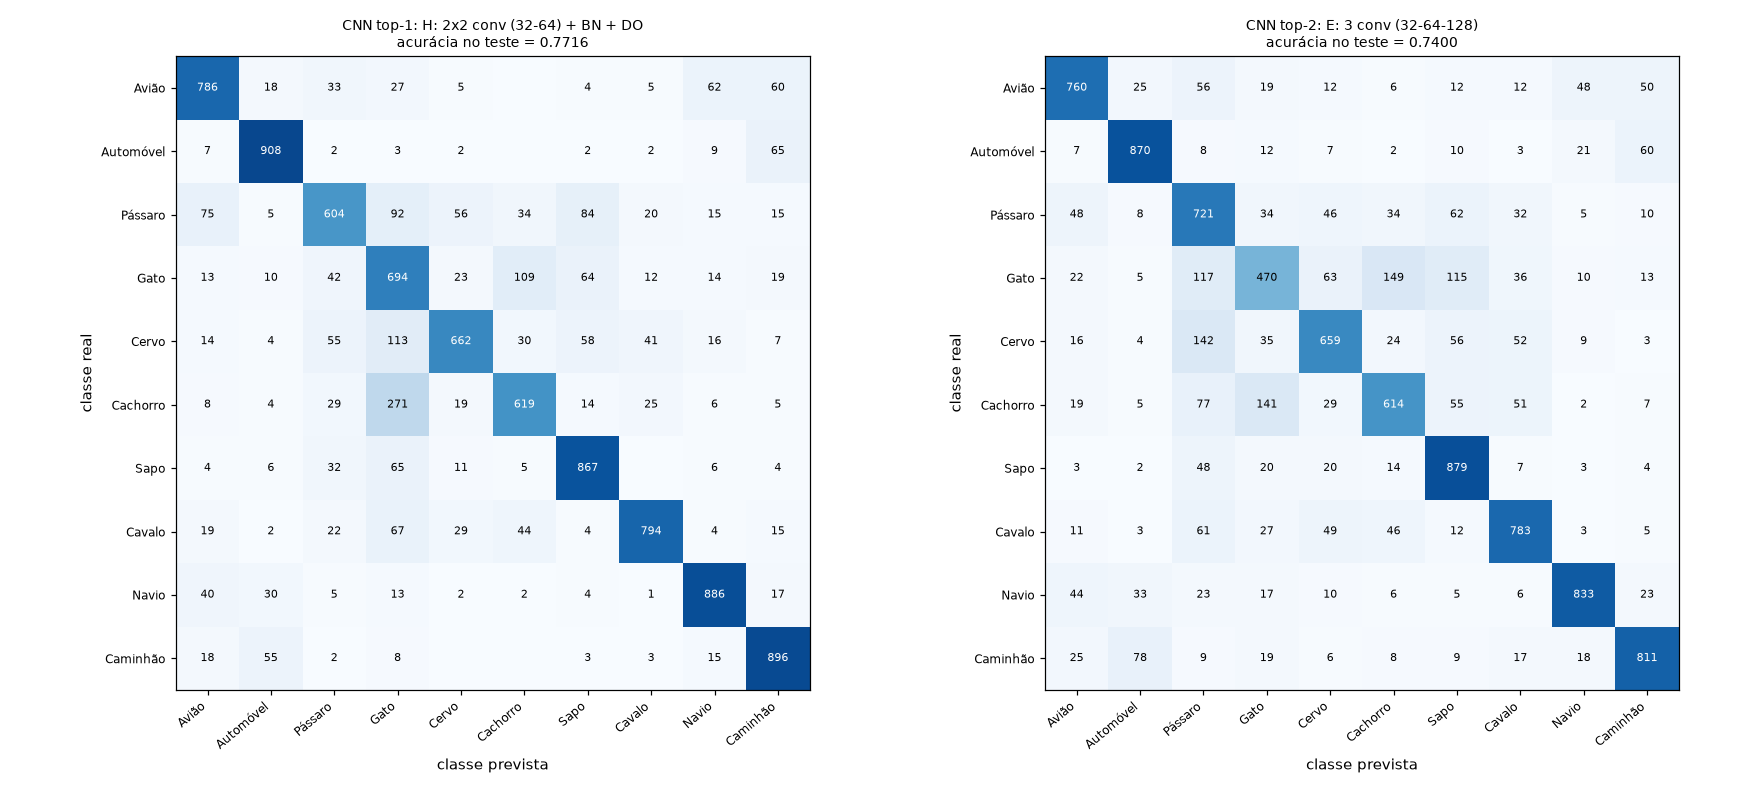 CNN top-1: H: 2x2 conv (32-64) + BN + DO
acurácia no teste = 0.7716
Avião 786 18 33 27 5 4 5 62 60
Automóvel 7 908 2 3 2 2 2 9 65
Pássaro 75 5 604 92 56 34 84 20 15 15
Gato 13 10 42 694 23 109 64 12 14 19
Cervo 14 4 55 113 662 30 58 41 16 7
Cachorro 8 4 29 271 19 619 14 25 6 5
Sapo 4 6 32 65 11 5 867 6 4
Cavalo 19 2 22 67 29 44 4 794 4 15
Navio 40 30 5 13 2 2 4 1 886 17
Caminhão 18 55 2 8 3 3 15 896
classe real
Avião Automóvel Pássaro Gato Cervo Cachorro Sapo Cavalo Navio Caminhão
classe prevista
CNN top-2: E: 3 conv (32-64-128)
acurácia no teste = 0.7400
Avião 760 25 56 19 12 6 12 12 48 50
Automóvel 7 870 8 12 7 2 10 3 21 60
Pássaro 48 8 721 34 46 34 62 32 5 10
Gato 22 5 117 470 63 149 115 36 10 13
Cervo 16 4 142 35 659 24 56 52 9 3
Cachorro 19 5 77 141 29 614 55 51 2 7
Sapo 3 2 48 20 20 14 879 7 3 4
Cavalo 11 3 61 27 49 46 12 783 3 5
Navio 44 33 23 17 10 6 5 6 833 23
Caminhão 25 78 9 19 6 8 9 17 18 811
classe real
Avião Automóvel Pássaro Gato Cervo Cachorro Sapo Cavalo Navio Caminhão
classe prevista